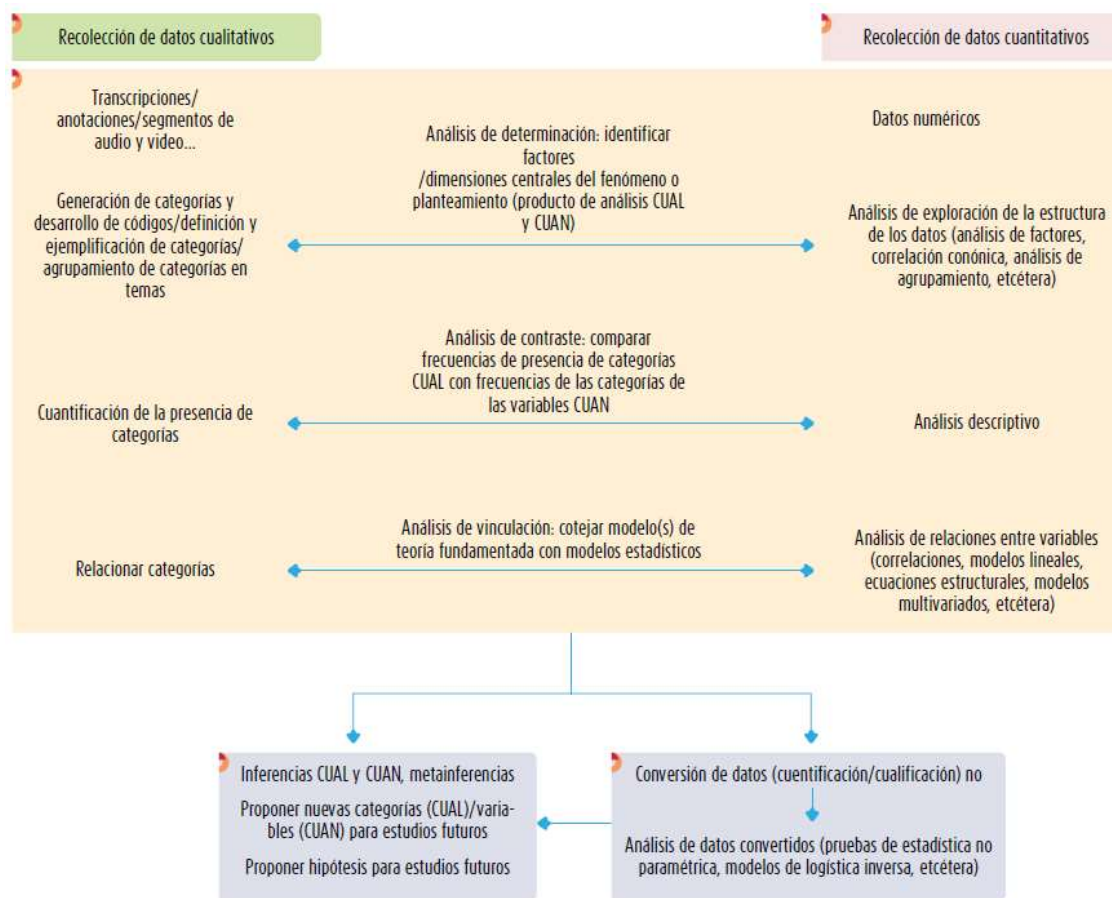 Recolección de datos cualitativos
Recolección de datos cuantitativos
Transcripciones/
anotaciones/segmentos de
audio y video...
Análisis de determinación: identificar
factores
/dimensiones centrales del fenómeno o
planteamiento (producto de análisis CUAL
y CUAN)
Datos numéricos
Generación de categorías y
desarrollo de códigos/definición y
ejemplificación de categorías/
agrupamiento de categorías en
temas
Análisis de exploración de la estructura
de los datos (análisis de factores,
correlación conónica, análisis de
agrupamiento, etcétera)
Análisis de contraste: comparar
frecuencias de presencia de categorías
CUAL con frecuencias de las categorías de
las variables CUAN
Cuantificación de la presencia de
categorías
Análisis descriptivo
Análisis de vinculación: cotejar modelo(s) de
teoría fundamentada con modelos estadísticos
Relacionar categorías
Análisis de relaciones entre variables
(correlaciones, modelos lineales,
ecuaciones estructurales, modelos
multivariados, etcétera)
Inferencias CUAL y CUAN, metainferencias
Proponer nuevas categorías (CUAL)/varia-
bles (CUAN) para estudios futuros
Proponer hipótesis para estudios futuros
Conversión de datos (cuentificación/cualificación) no
Análisis de datos convertidos (pruebas de estadística no
paramétrica, modelos de logística inversa, etcétera)